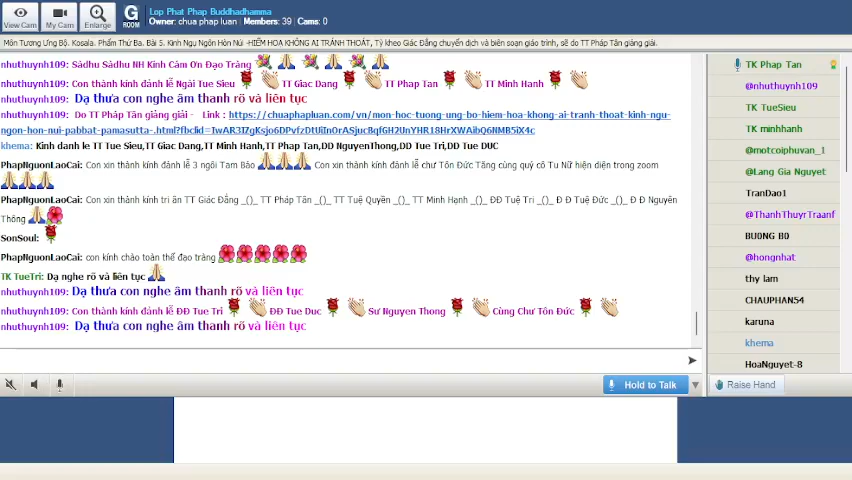 View Cam
My Cam
Enlarge
G ROOM
Lop Phat Phap Buddhadhamma
Owner: chua phap luan | Members: 39 | Cams: 0
Môn Tương Ưng Bộ. Kosala. Phẩm Thứ Ba. Bài 5. Kinh Ngụ Ngôn Hòn Núi -HIỂM HỌA KHÔNG AI TRÁNH THOÁT, Tỳ kheo Giác Đẳng chuyển dịch và biên soạn giáo trình, sẽ do TT Pháp Tân giảng giải.
nhuthuynh109: Sādhu Sādhu NH Kính Cám Ơn Đạo Tràng
nhuthuynh109: Con thành kính đảnh lễ Ngài Tue Sieu TT Giac Dang TT Phap Tan TT Minh Hanh
nhuthuynh109: Dạ thưa con nghe âm thanh rõ và liên tục
nhuthuynh109: Do TT Pháp Tân giảng giải - Link : https://chuaphapluan.com/vn/mon-hoc-tuong-ung-bo-hiem-hoa-khong-ai-tranh-thoat-kinh-ngu-
khema: Kinh danh le TT Tue Sieu,TT Giac Dang,TT Minh Hanh,TT Phap Tan,DD NguyenThong,DD Tue Tri,DD Tue DUC
PhapNguonLaoCai: Con xin thành kính đảnh lễ 3 ngôi Tam Bảo Con xin thành kính đảnh lễ chư Tôn Đức Tăng cùng quý cô Tu Nữ hiện diện trong zoom
PhapNguonLaoCai: Con xin thành kính tri ân TT Giác Đẳng _()_ TT Pháp Tân _()_ TT Tuệ Quyền _()_ TT Minh Hạnh _()_ ĐĐ Tuệ Tri _()_ Đ Đ Tuệ Đức _()_ Đ Đ Nguyên
Thông
SonSoul:
PhapNguonLaoCai: con kính chào toàn thể đạo tràng
TK TueTri: Dạ nghe rõ và liên tục
nhuthuynh109: Dạ thưa con nghe âm thanh rõ và liên tục
nhuthuynh109: Con thành kính đảnh lễ ĐĐ Tue Tri ĐĐ Tue Duc Sư Nguyen Thong Cùng Chư Tôn Đức
nhuthuynh109: Dạ thưa con nghe âm thanh rõ và liên tục
Hold to Talk
TK Phap Tan
@nhuthuynh109
TK TueSieu
TK minhhanh
@motcoiphuvan_1
@Lang Gia Nguyet
TranDao1
@ThanhThuyrTraanf
BU0NG B0
@hongnhat
thy lam
CHAUPHAN54
karuna
khema
HoaNguyet-8
Raise Hand